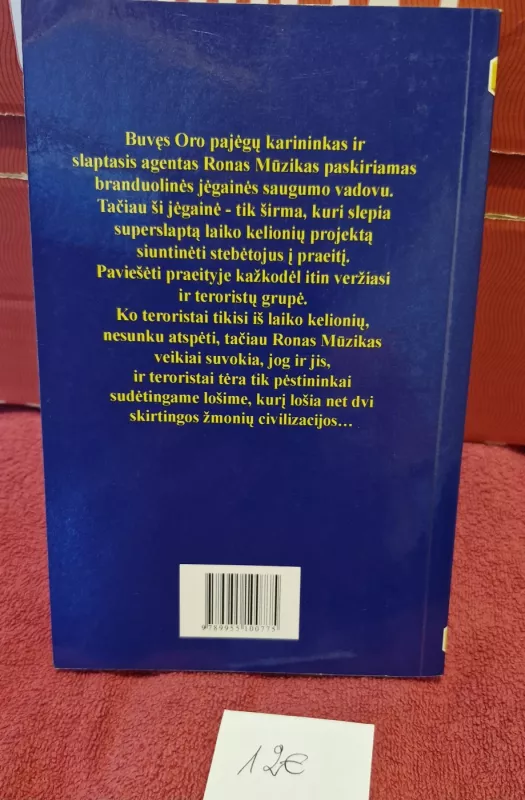 Buvęs Oro pajėgų karininkas ir
slaptasis agentas Ronas Mūzikas paskiriamas
branduolinės jėgainės saugumo vadovu.
Tačiau ši jėgainė - tik širma, kuri slepia
superslaptą laiko kelionių projektą
siuntinėti stebėtojus į praeitį.
Paviešėti praeityje kažkodėl itin veržiasi
ir teroristų grupė.
Ko teroristai tikisi iš laiko kelionių,
nesunku atspėti, tačiau Ronas Mūzikas
veikiai suvokia, jog ir jis,
ir teroristai tėra tik pėstininkai
sudėtingame lošime, kurį lošia net dvi
skirtingos žmonių civilizacijos...
9789955106775
12€